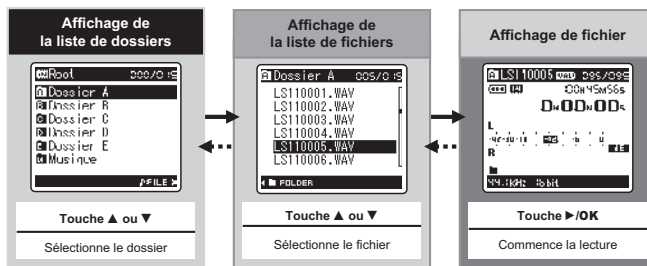 Affichage de
la liste de dossiers
Root
Dossier A
Dossier B
Dossier C
Dossier D
Dossier E
Musique
FILE
Touche ▲ ou ▼
Sélectionne le dossier
Affichage de
la liste de fichiers
Dossier A
LS110001.WAV
LS110002.WAV
LS110003.WAV
LS110004.WAV
LS110005.WAV
LS110006.WAV
FOLDER
Touche ▲ ou ▼
Sélectionne le fichier
Affichage de fichier
LS110005 WAV 095/099
00H45M56s
L
R
44.1kHz 16bit
Touche ►/OK
Commence la lecture